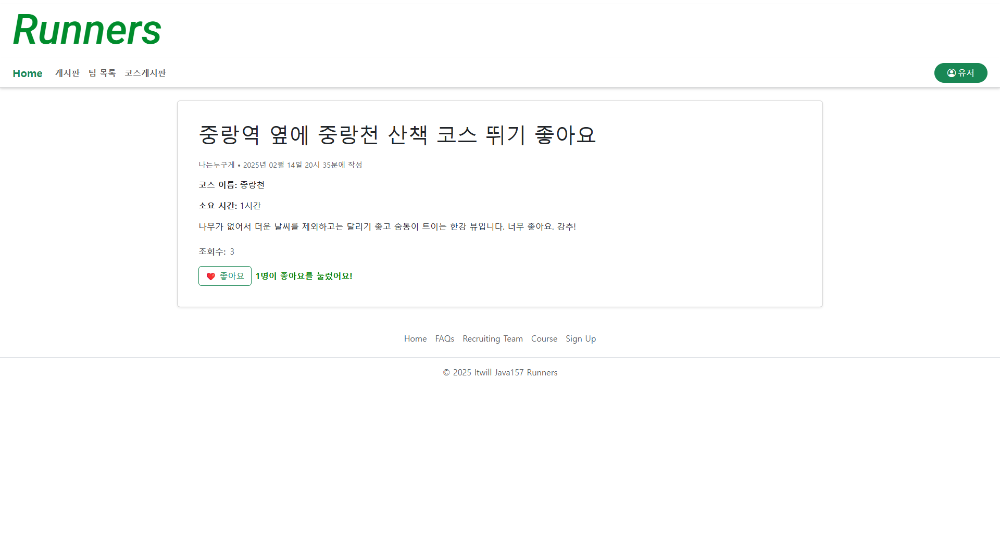 Runners
Home 게시판 팀 목록 코스게시판 유저
중랑역 옆에 중랑천 산책 코스 뛰기 좋아요
나는누구게 • 2025년 02월 14일 20시 35분에 작성
코스 이름: 중랑천
소요 시간: 1시간
나무가 없어서 더운 날씨를 제외하고는 달리기 좋고 숨통이 트이는 한강 뷰입니다. 너무 좋아요. 강추!
조회수: 3
❤️ 좋아요 1명이 좋아요를 눌렀어요!
Home FAQs Recruiting Team Course Sign Up
© 2025 Itwill Java157 Runners